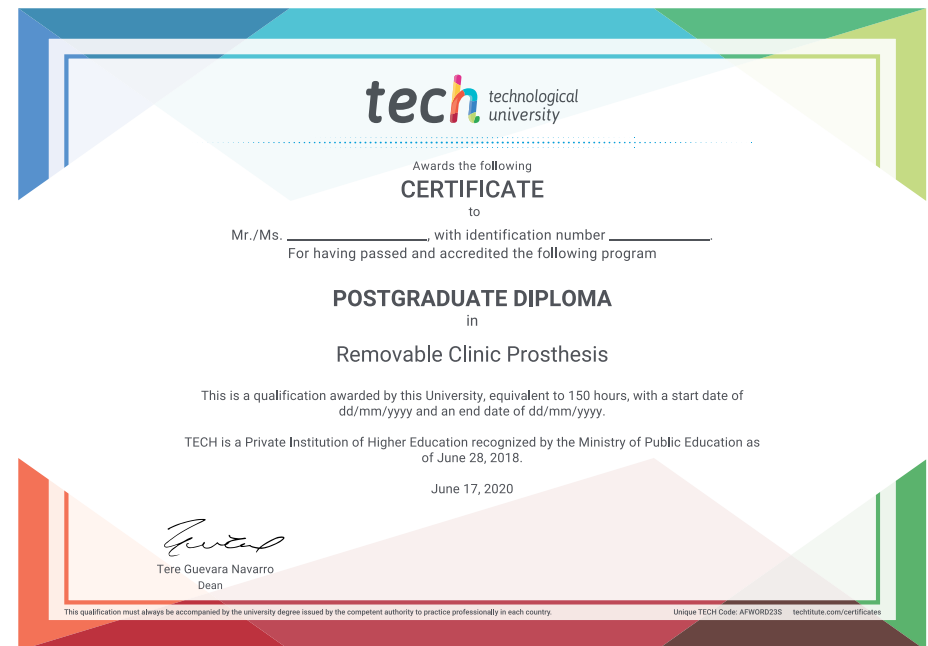 tech technological
university
Awards the following
CERTIFICATE
to
Mr./Ms. ____________________, with identification number ______________.
For having passed and accredited the following program
POSTGRADUATE DIPLOMA
in
Removable Clinic Prosthesis
This is a qualification awarded by this University, equivalent to 150 hours, with a start date of
dd/mm/yyyy and an end date of dd/mm/yyyy.
TECH is a Private Institution of Higher Education recognized by the Ministry of Public Education as
of June 28, 2018.
June 17, 2020
Tere Guevara Navarro
Dean
This qualification must always be accompanied by the university degree issued by the competent authority to practice professionally in each country.
Unique TECH Code: AFWORD23S techtitute.com/certificates